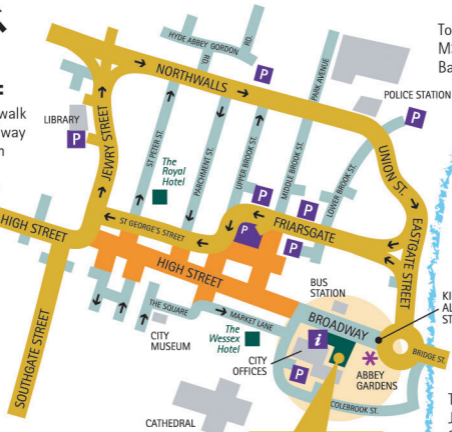 K
To
M3
Ba
HYDE ABBEY
GORDON
RD.
RD.
NORTHWALLS
P
PARK AVENUE
POLICE STATION
P
:
walk
way
LIBRARY
P
JEWRY STREET
ST PETER ST.
The
Royal
Hotel
PARCHMENT ST.
UPPER BROOK ST.
MIDDLE BROOK ST.
LOWER BROOK ST.
UNION ST.
EASTGATE STREET
P
P
P
P
FRIARSGATE
ST GEORGE'S STREET
HIGH STREET
HIGH STREET
SOUTHGATE STREET
BUS
STATION
BROADWAY
KI
AL
ST
THE SQUARE
MARKET LANE
CITY
MUSEUM
The
Wessex
Hotel
CITY
OFFICES
i
P
ABBEY
GARDENS
BRIDGE ST.
COLEBROOK ST.
CATHEDRAL
T
J